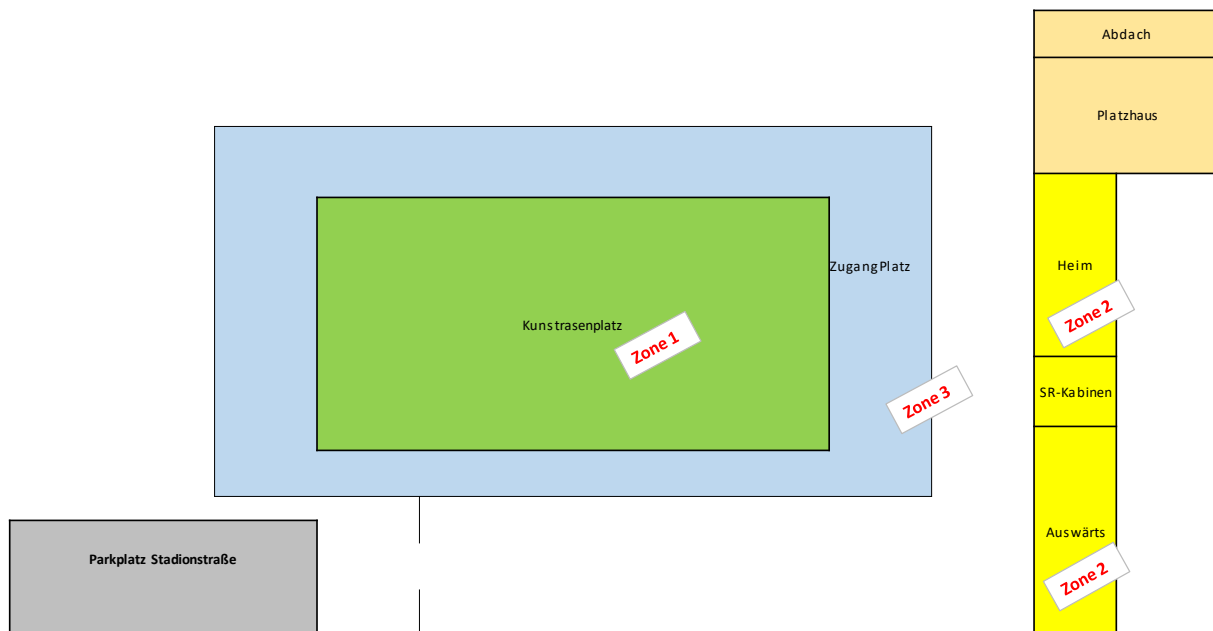 Abdach
Platzhaus
Zugang Platz
Heim
Zone 2
Kunstrasenplatz
Zone 1
SR-Kabinen
Zone 3
Auswärts
Zone 2
Parkplatz Stadionstraße